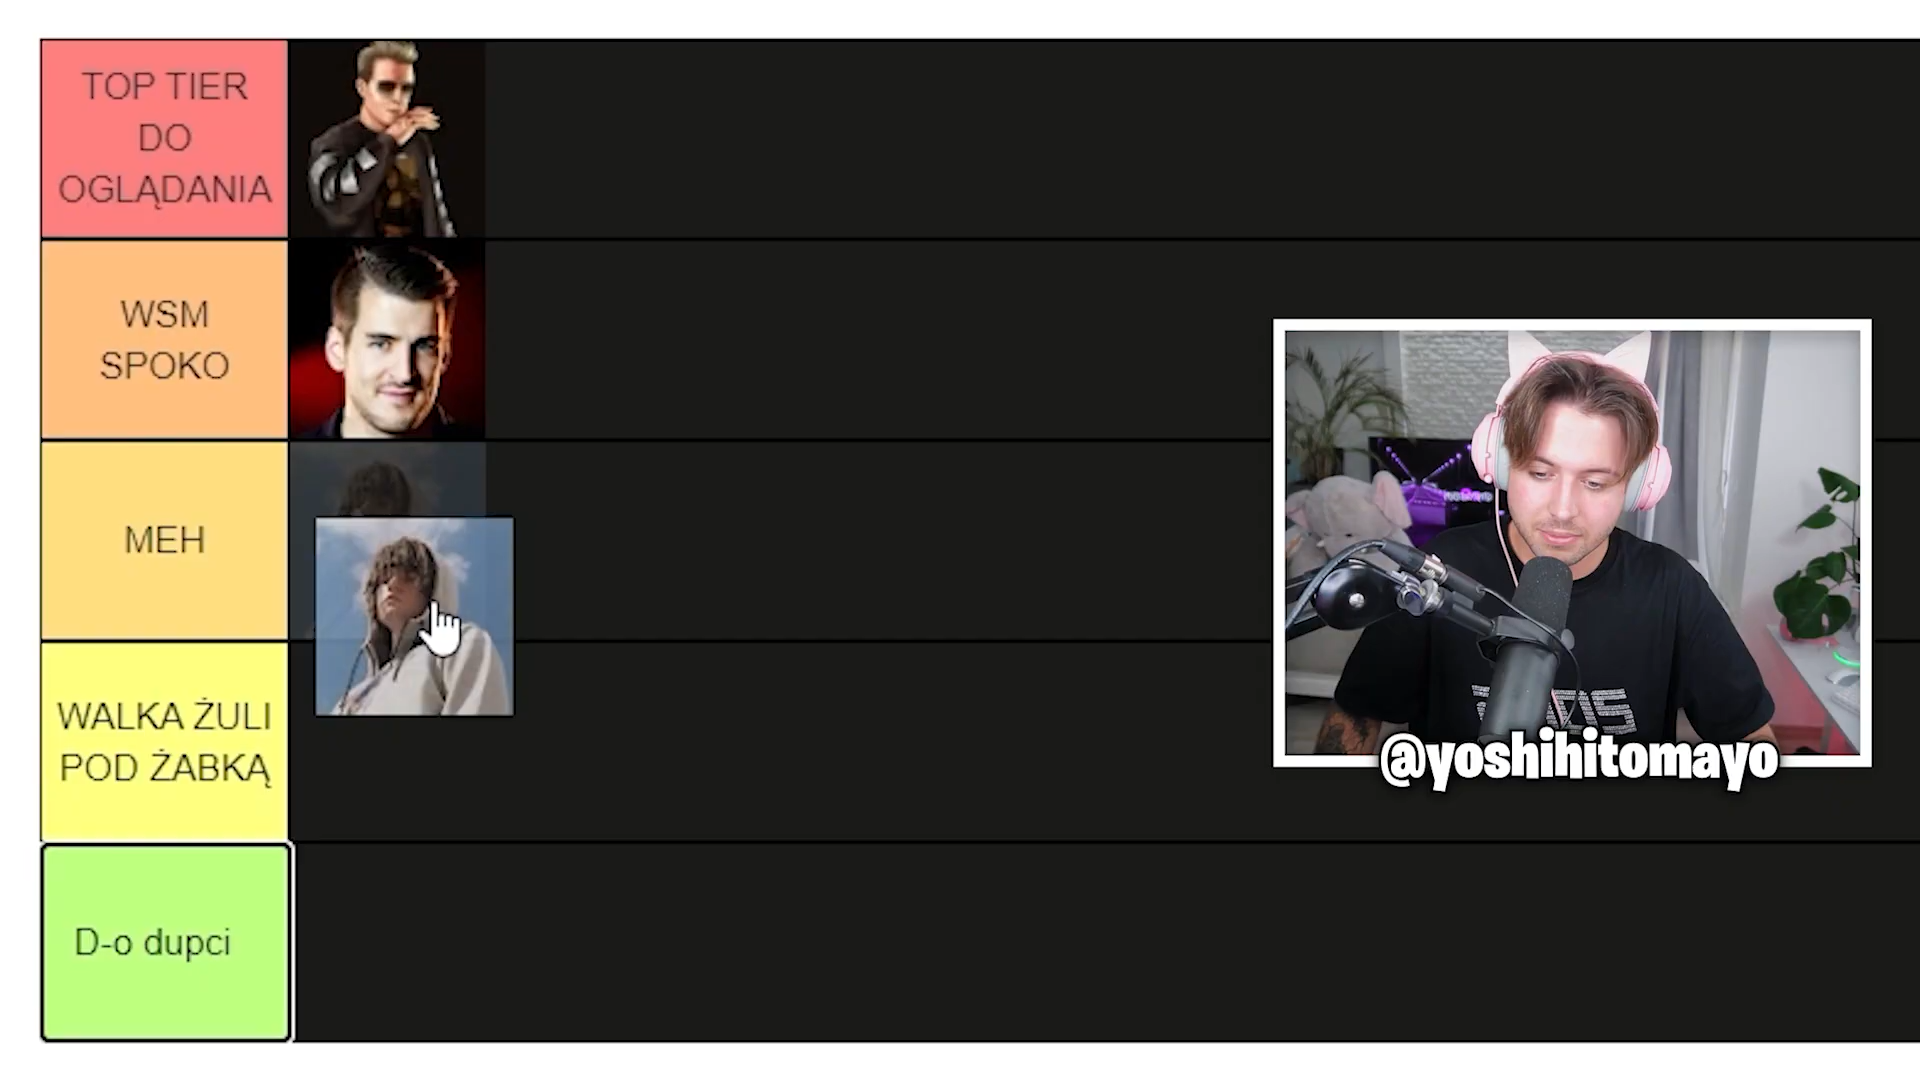 TOP TIER
DO
OGLĄDANIA
WSM
SPOKO
MEH
WALKA ŻULI
POD ŻABKĄ
D-o dupci
@yoshihitomayo